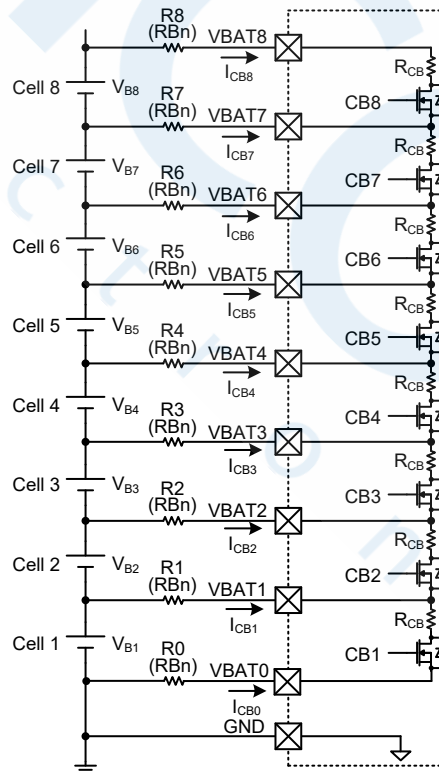 R8
(RBn)
VBAT8
ICB8
RCB
Cell 8
VB8
CB8
R7
(RBn)
VBAT7
ICB7
RCB
Cell 7
VB7
CB7
R6
(RBn)
VBAT6
ICB6
RCB
Cell 6
VB6
CB6
R5
(RBn)
VBAT5
ICB5
RCB
Cell 5
VB5
CB5
R4
(RBn)
VBAT4
ICB4
RCB
Cell 4
VB4
CB4
R3
(RBn)
VBAT3
ICB3
RCB
Cell 3
VB3
CB3
R2
(RBn)
VBAT2
ICB2
RCB
Cell 2
VB2
CB2
R1
(RBn)
VBAT1
ICB1
RCB
Cell 1
VB1
CB1
R0
(RBn)
VBAT0
ICB0
GND